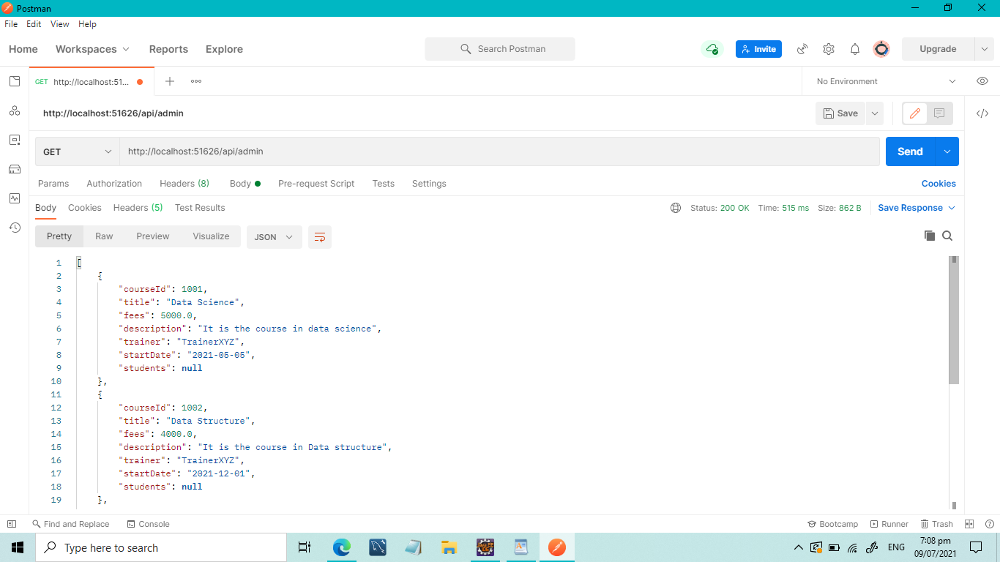 Postman
File Edit View Help
Home Workspaces Reports Explore Search Postman Invite Upgrade
GET http://localhost:51... No Environment
http://localhost:51626/api/admin Save
GET http://localhost:51626/api/admin Send
Params Authorization Headers (8) Body Pre-request Script Tests Settings Cookies
Body Cookies Headers (5) Test Results Status: 200 OK Time: 515 ms Size: 862 B Save Response
Pretty Raw Preview Visualize JSON
1 [
2 {
3 "courseId": 1001,
4 "title": "Data Science",
5 "fees": 5000.0,
6 "description": "It is the course in data science",
7 "trainer": "TrainerXYZ",
8 "startDate": "2021-05-05",
9 "students": null
10 },
11 {
12 "courseId": 1002,
13 "title": "Data Structure",
14 "fees": 4000.0,
15 "description": "It is the course in Data structure",
16 "trainer": "TrainerXYZ",
17 "startDate": "2021-12-01",
18 "students": null
19 },
Find and Replace Console Bootcamp Runner Trash
Type here to search ENG 7:08 pm
09/07/2021